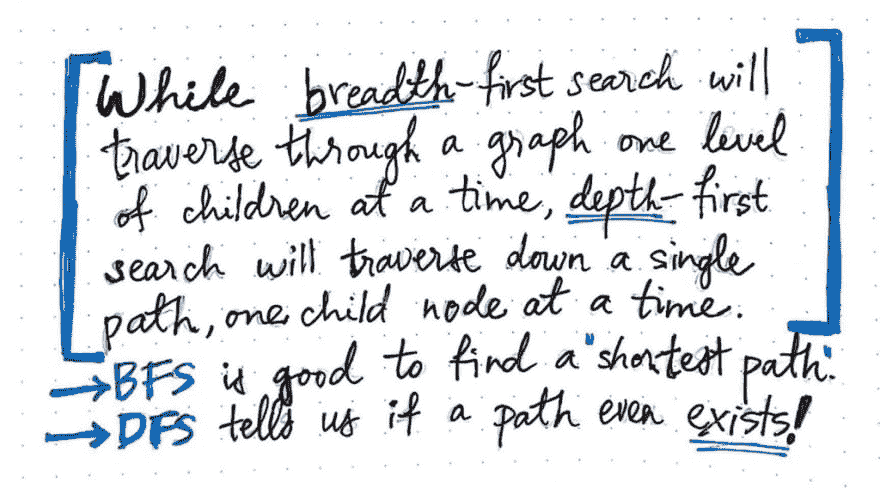 While breadth-first search will
traverse through a graph one level
of children at a time, depth-first
search will traverse down a single
path, one child node at a time.
→BFS is good to find a "shortest path".
→DFS tells us if a path even exists!